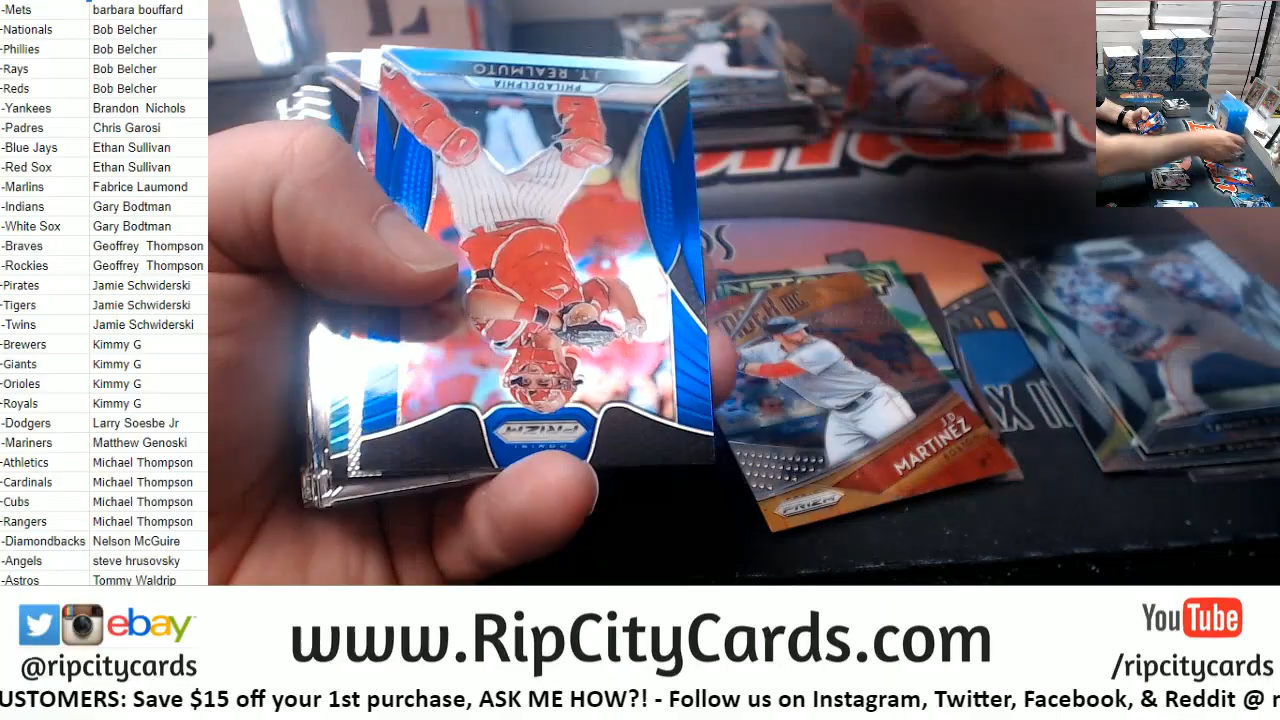 -Mets barbara bouffard
-Nationals Bob Belcher
-Phillies Bob Belcher
-Rays Bob Belcher
-Reds Bob Belcher
-Yankees Brandon Nichols
-Padres Chris Garosi
-Blue Jays Ethan Sullivan
-Red Sox Ethan Sullivan
-Marlins Fabrice Laumond
-Indians Gary Bodtman
-White Sox Gary Bodtman
-Braves Geoffrey Thompson
-Rockies Geoffrey Thompson
-Pirates Jamie Schwiderski
-Tigers Jamie Schwiderski
-Twins Jamie Schwiderski
-Brewers Kimmy G
-Giants Kimmy G
-Orioles Kimmy G
-Royals Kimmy G
-Dodgers Larry Soesbe Jr
-Mariners Matthew Genoski
-Athletics Michael Thompson
-Cardinals Michael Thompson
-Cubs Michael Thompson
-Rangers Michael Thompson
-Diamondbacks Nelson McGuire
-Angels steve hrusovsky
-Astros Tommy Waldrip
J.T. REALMUTO
PHILADELPHIA
PRIZM
PANINI
JD
MARTINEZ
PRIZM
ebay
@ripcitycards
www.RipCityCards.com
YouTube
/ripcitycards
USTOMERS: Save $15 off your 1st purchase, ASK ME HOW?! - Follow us on Instagram, Twitter, Facebook, & Reddit @